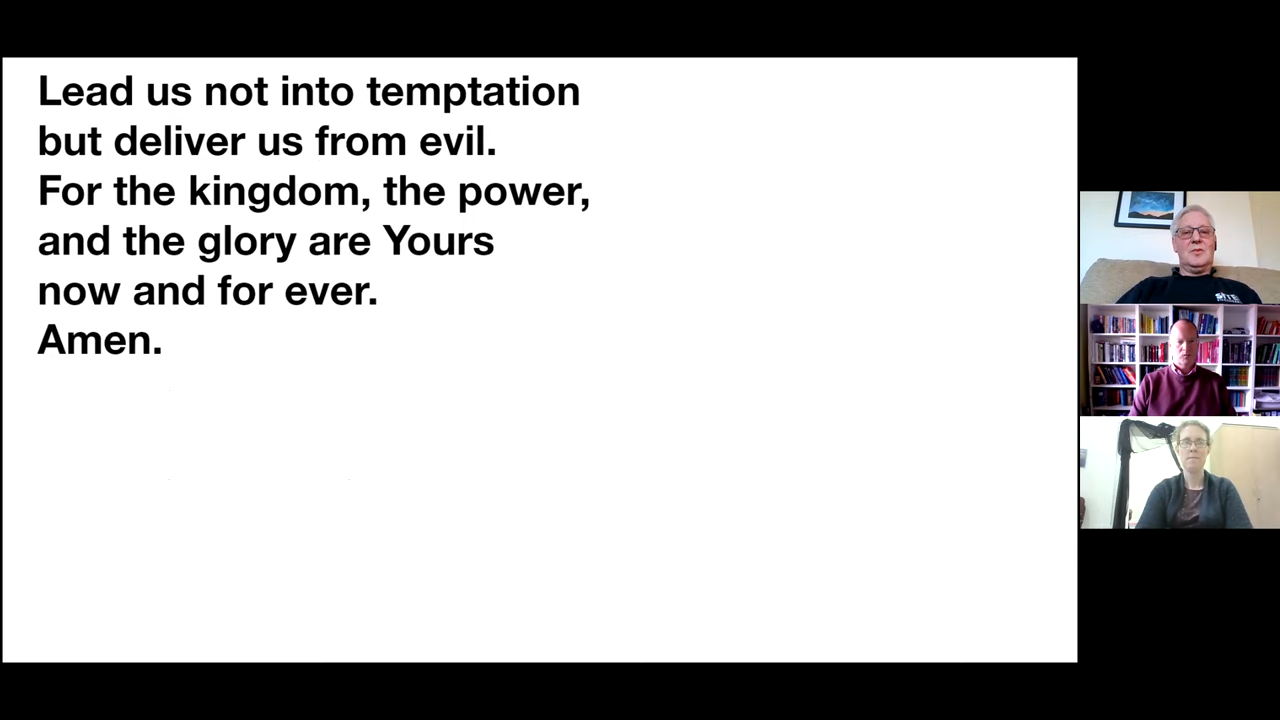 Lead us not into temptation
but deliver us from evil.
For the kingdom, the power,
and the glory are Yours
now and for ever.
Amen.
SITE